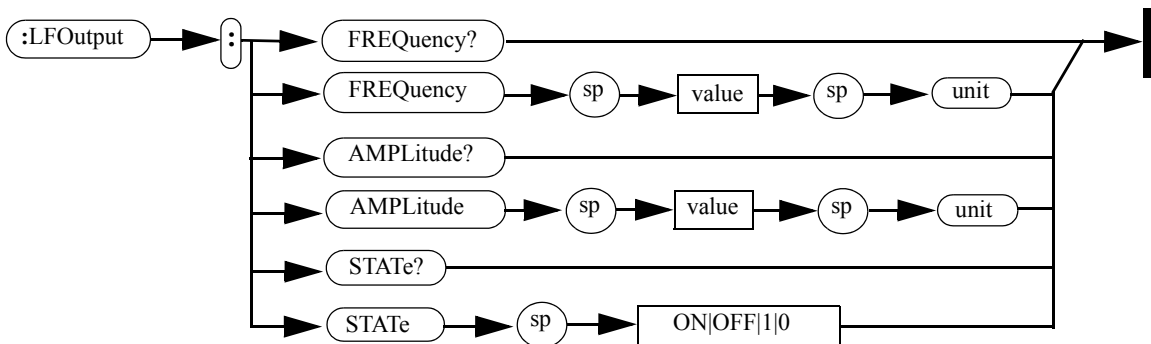 :LFOutput : FREQuency?
FREQuency sp value sp unit
AMPLitude?
AMPLitude sp value sp unit
STATe?
STATe sp ON|OFF|1|0